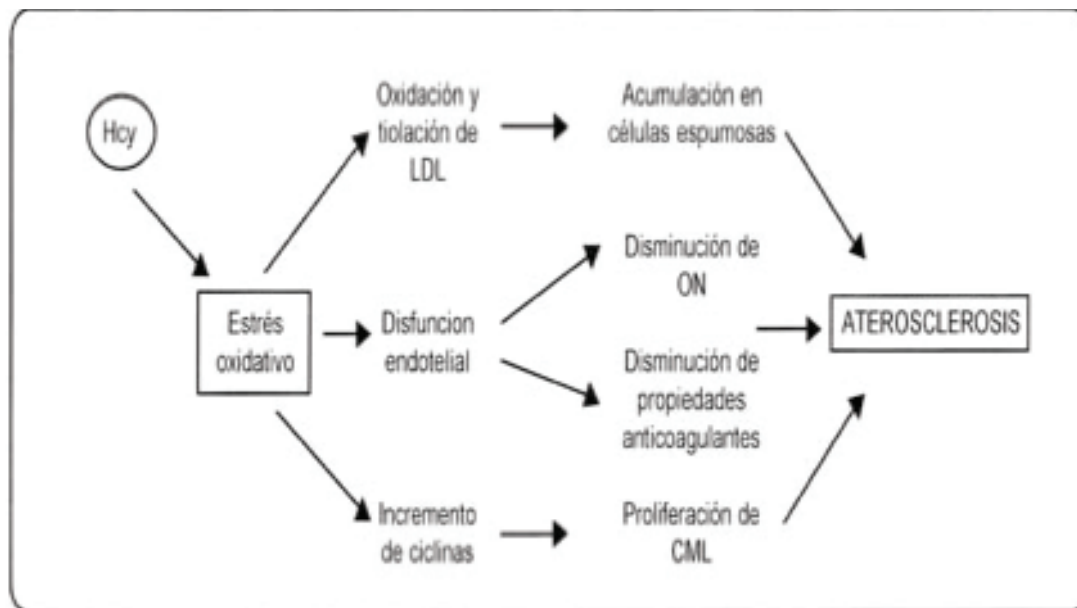 Hcy
Estrés
oxidativo
Oxidación y
tiolación de
LDL
Acumulación en
células espumosas
Disfuncion
endotelial
Disminución de
ON
Disminución de
propiedades
anticoagulantes
Incremento
de ciclinas
Proliferación de
CML
ATEROSCLEROSIS